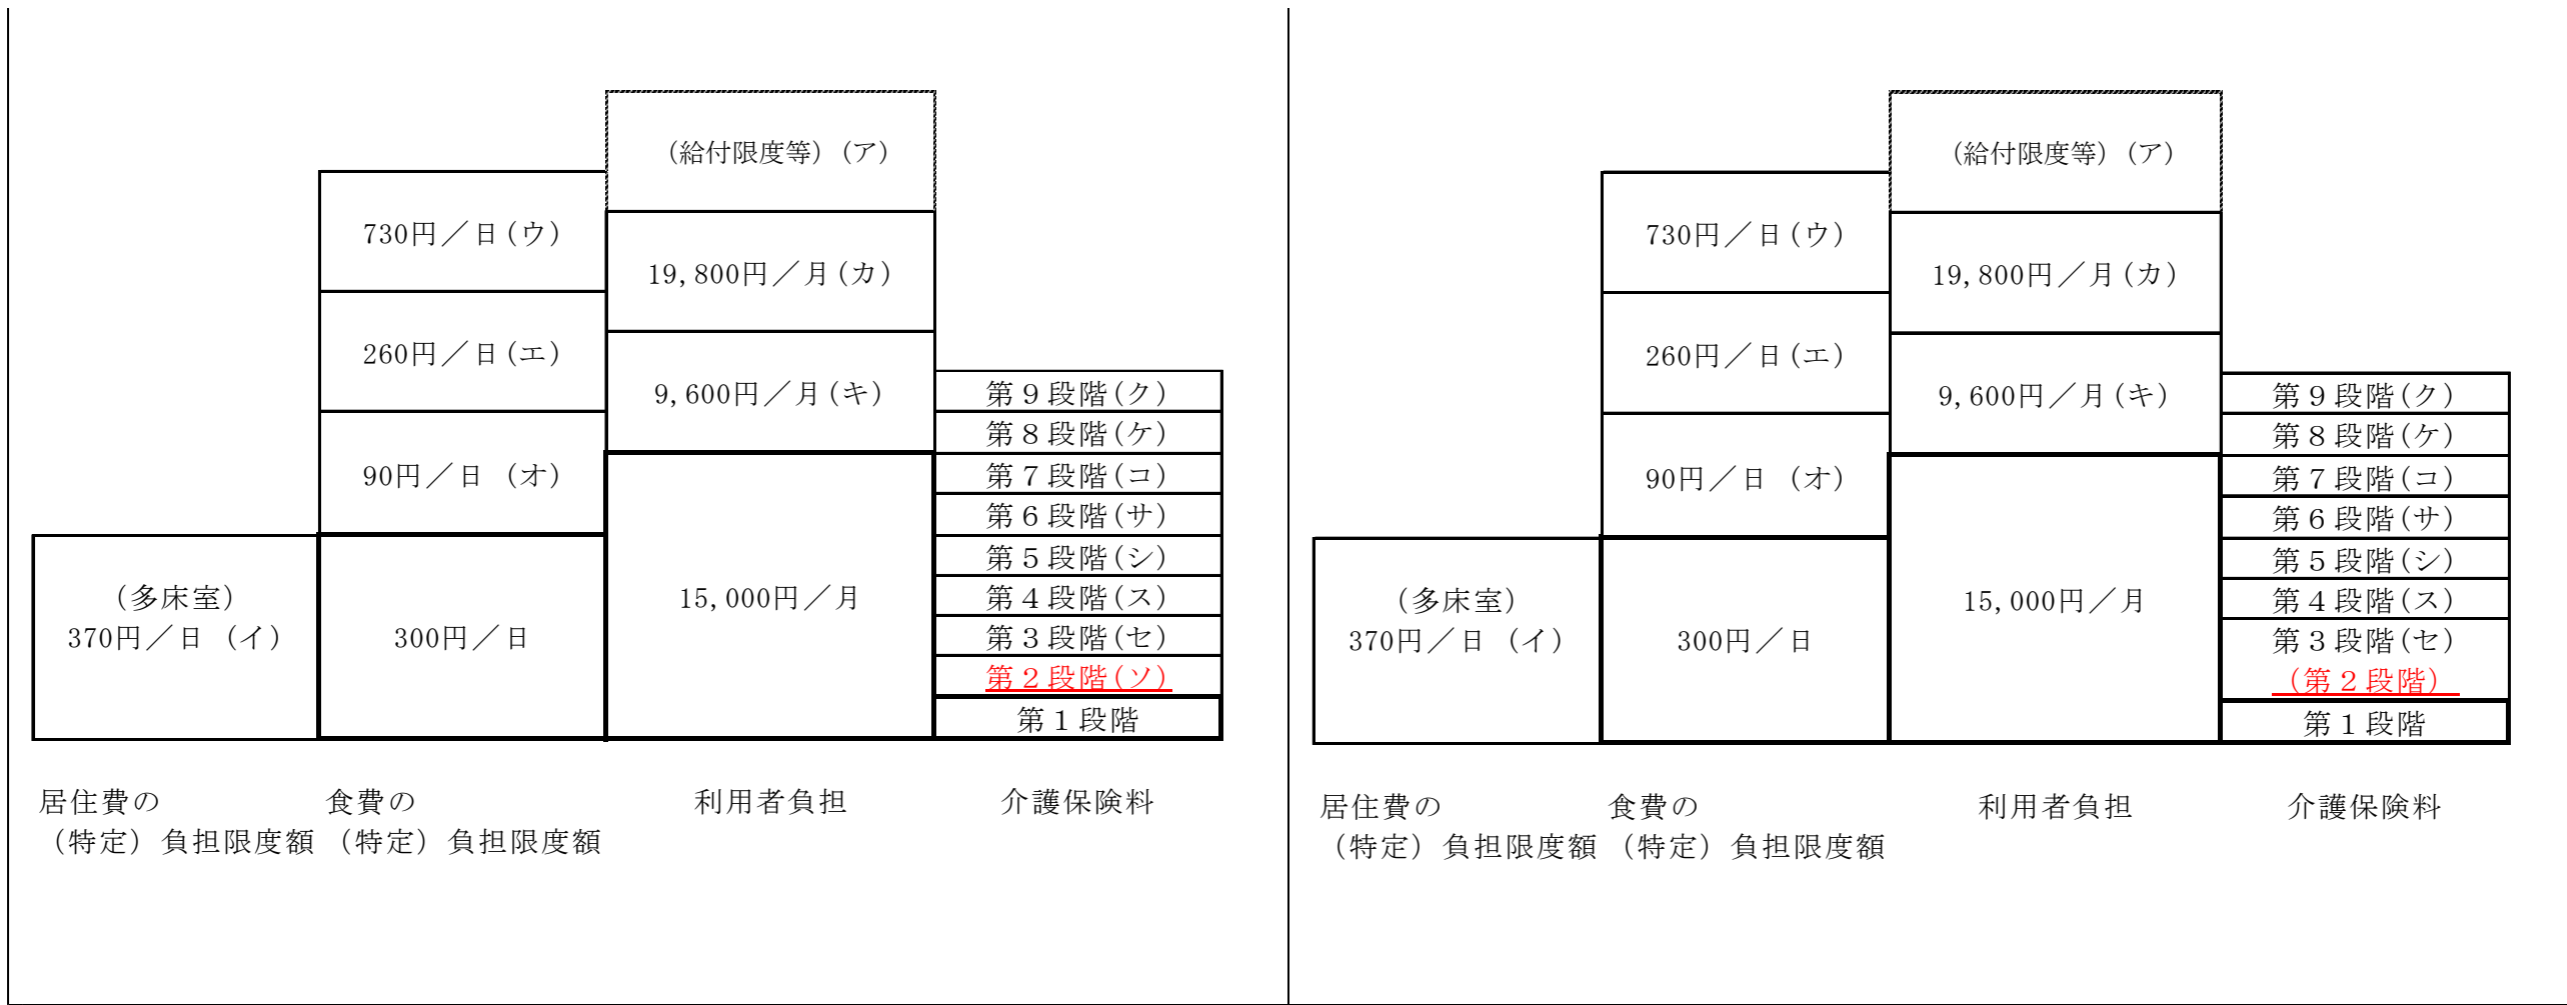 (給付限度等)(ア)
730円／日(ウ)
19,800円／月(カ)
260円／日(エ)
9,600円／月(キ)
第９段階(ク)
第８段階(ケ)
90円／日 (オ)
第７段階(コ)
第６段階(サ)
第５段階(シ)
(多床室)
370円／日 (イ)
300円／日
15,000円／月
第４段階(ス)
第３段階(セ)
第２段階(ソ)
第１段階
居住費の
(特定) 負担限度額
食費の
(特定) 負担限度額
利用者負担
介護保険料
(給付限度等)(ア)
730円／日(ウ)
19,800円／月(カ)
260円／日(エ)
9,600円／月(キ)
第９段階(ク)
第８段階(ケ)
90円／日 (オ)
第７段階(コ)
第６段階(サ)
第５段階(シ)
(多床室)
370円／日 (イ)
300円／日
15,000円／月
第４段階(ス)
第３段階(セ)
(第２段階)
第１段階
居住費の
(特定) 負担限度額
食費の
(特定) 負担限度額
利用者負担
介護保険料